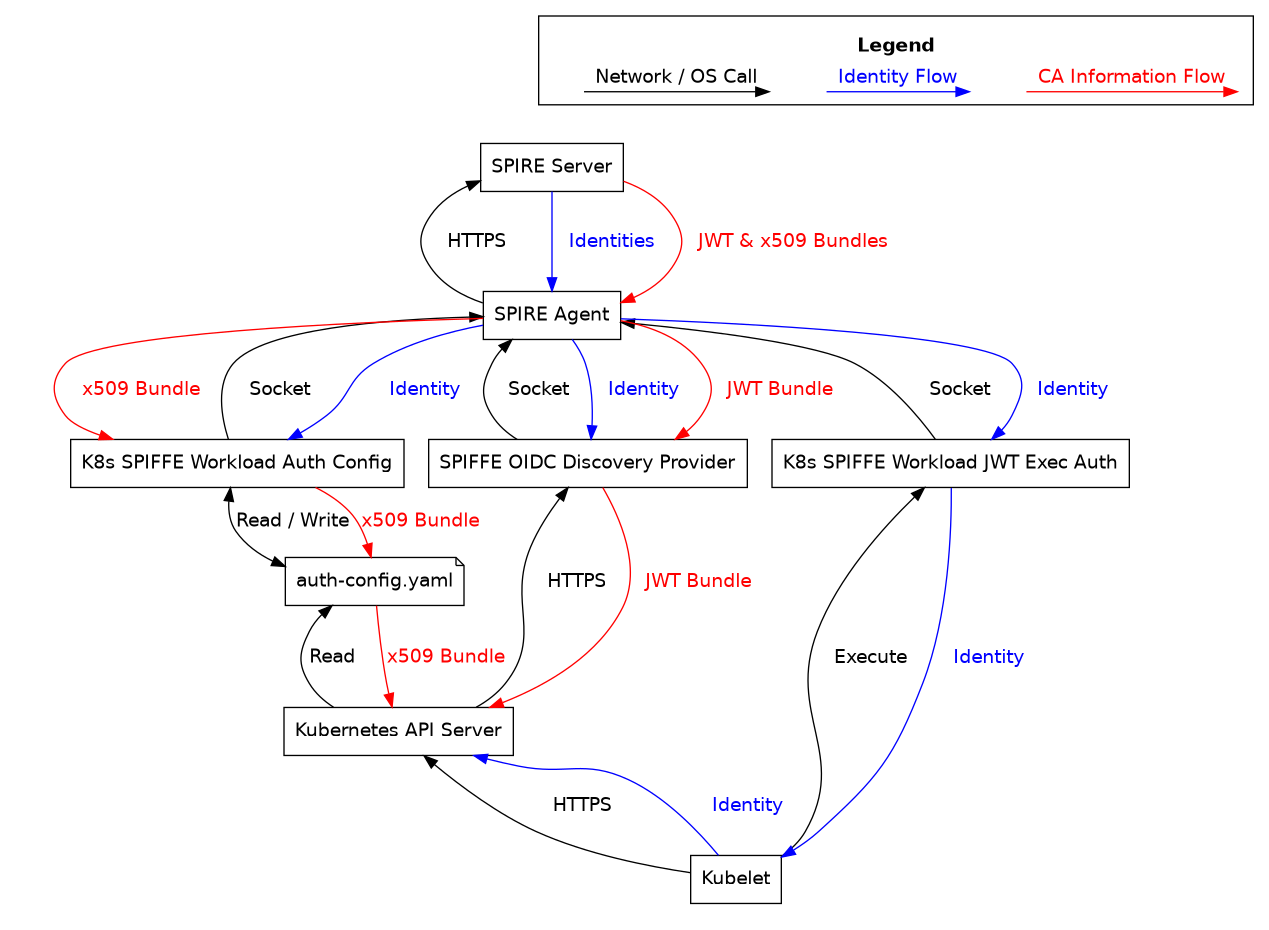 Legend
Network / OS Call
Identity Flow
CA Information Flow
SPIRE Server
HTTPS
Identities
JWT & x509 Bundles
SPIRE Agent
x509 Bundle
Socket
Identity
Socket
Identity
JWT Bundle
Socket
Identity
K8s SPIFFE Workload Auth Config
SPIFFE OIDC Discovery Provider
K8s SPIFFE Workload JWT Exec Auth
Read / Write
x509 Bundle
auth-config.yaml
HTTPS
JWT Bundle
Read
x509 Bundle
Execute
Identity
Kubernetes API Server
HTTPS
Identity
Kubelet